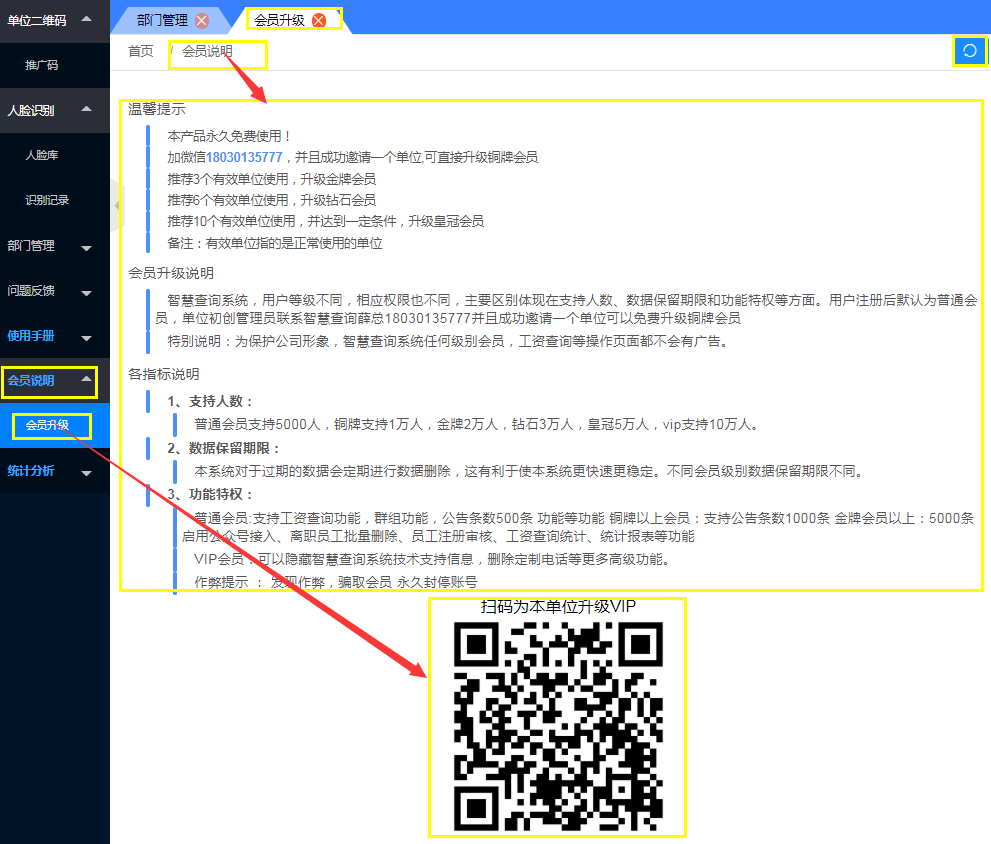 单位二维码
推广码
人脸识别
人脸库
识别记录
部门管理
问题反馈
使用手册
会员说明
会员升级
统计分析
部门管理
会员升级
首页 / 会员说明
温馨提示
本产品永久免费使用！
加微信18030135777，并且成功邀请一个单位,可直接升级铜牌会员
推荐3个有效单位使用，升级金牌会员
推荐6个有效单位使用，升级钻石会员
推荐10个有效单位使用，并达到一定条件，升级皇冠会员
备注：有效单位指的是正常使用的单位
会员升级说明
智慧查询系统，用户等级不同，相应权限也不同，主要区别体现在支持人数、数据保留期限和功能特权等方面。用户注册后默认为普通会
员，单位初创管理员联系智慧查询薛总18030135777并且成功邀请一个单位可以免费升级铜牌会员
特别说明：为保护公司形象，智慧查询系统任何级别会员，工资查询等操作页面都不会有广告。
各指标说明
1、支持人数：
普通会员支持5000人，铜牌支持1万人，金牌2万人，钻石3万人，皇冠5万人，vip支持10万人。
2、数据保留期限：
本系统对于过期的数据会定期进行数据删除，这有利于使本系统更快速更稳定。不同会员级别数据保留期限不同。
3、功能特权：
普通会员:支持工资查询功能，群组功能，公告条数500条 功能等功能 铜牌以上会员：支持公告条数1000条 金牌会员以上：5000条
启用公众号接入、离职员工批量删除、员工注册审核、工资查询统计、统计报表等功能
VIP会员：可以隐藏智慧查询系统技术支持信息，删除定制电话等更多高级功能。
作弊提示 ： 发现作弊，骗取会员 永久封停账号
扫码为本单位升级VIP